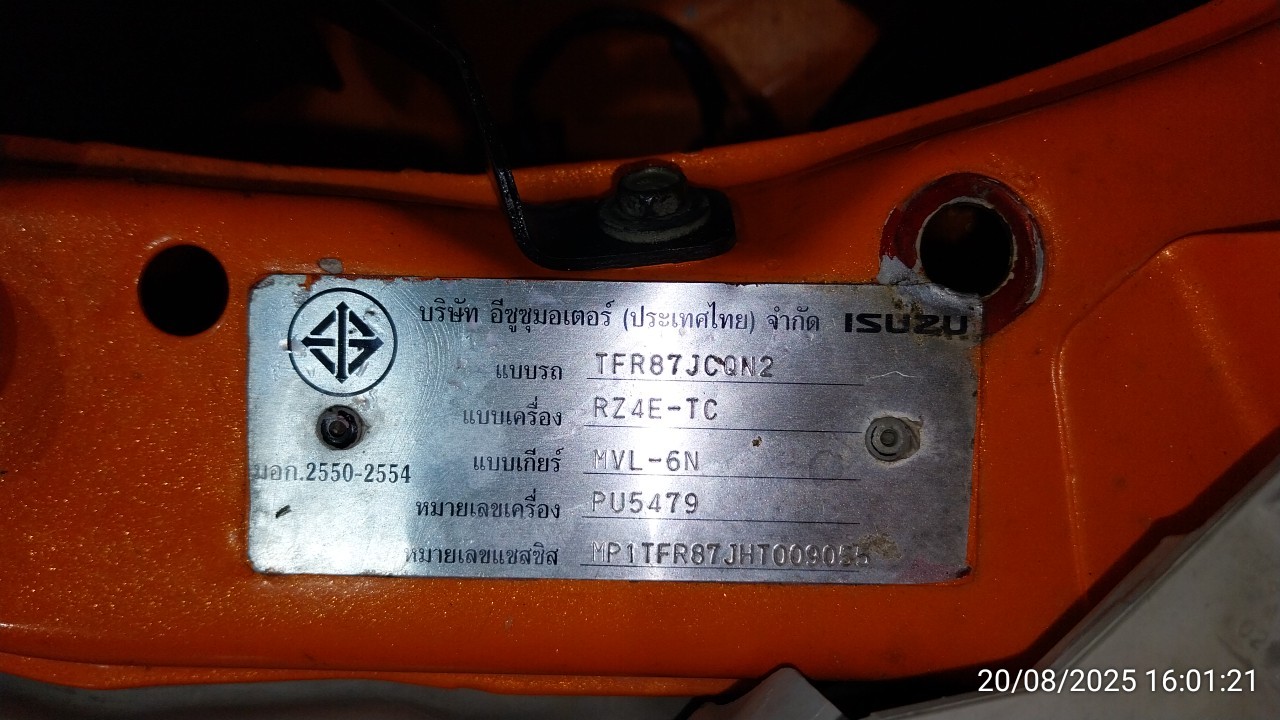 บริษัท อีซูซุมอเตอร์ (ประเทศไทย) จำกัด ISUZU
แบบรถ TFR87JCQN2
แบบเครื่อง RZ4E-TC
แบบเกียร์ MVL-6N
มอก.2550-2554
หมายเลขเครื่อง PU5479
หมายเลขแชสซิส MP1TFR87JHT009055
20/08/2025 16:01:21